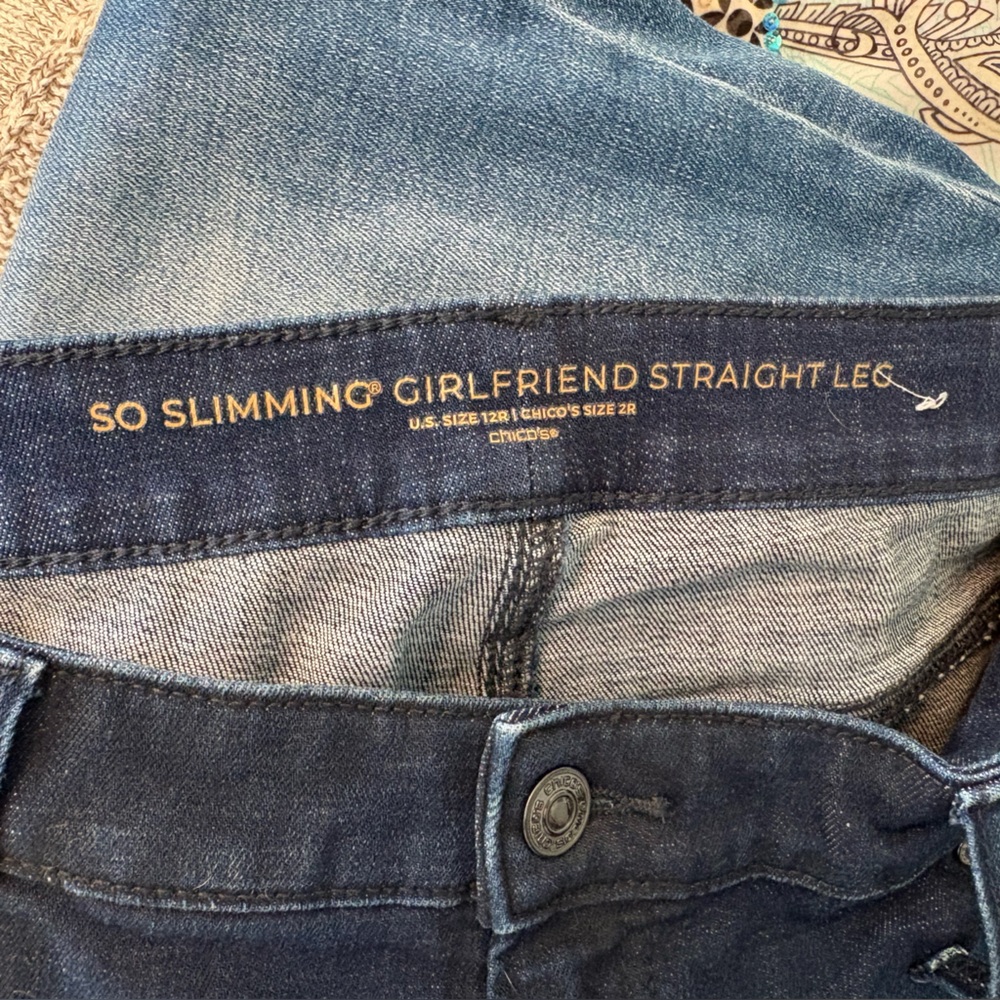 SO SLIMMING® GIRLFRIEND STRAIGHT LEG
U.S. SIZE 12R | CHICO'S SIZE 2R
chico's®